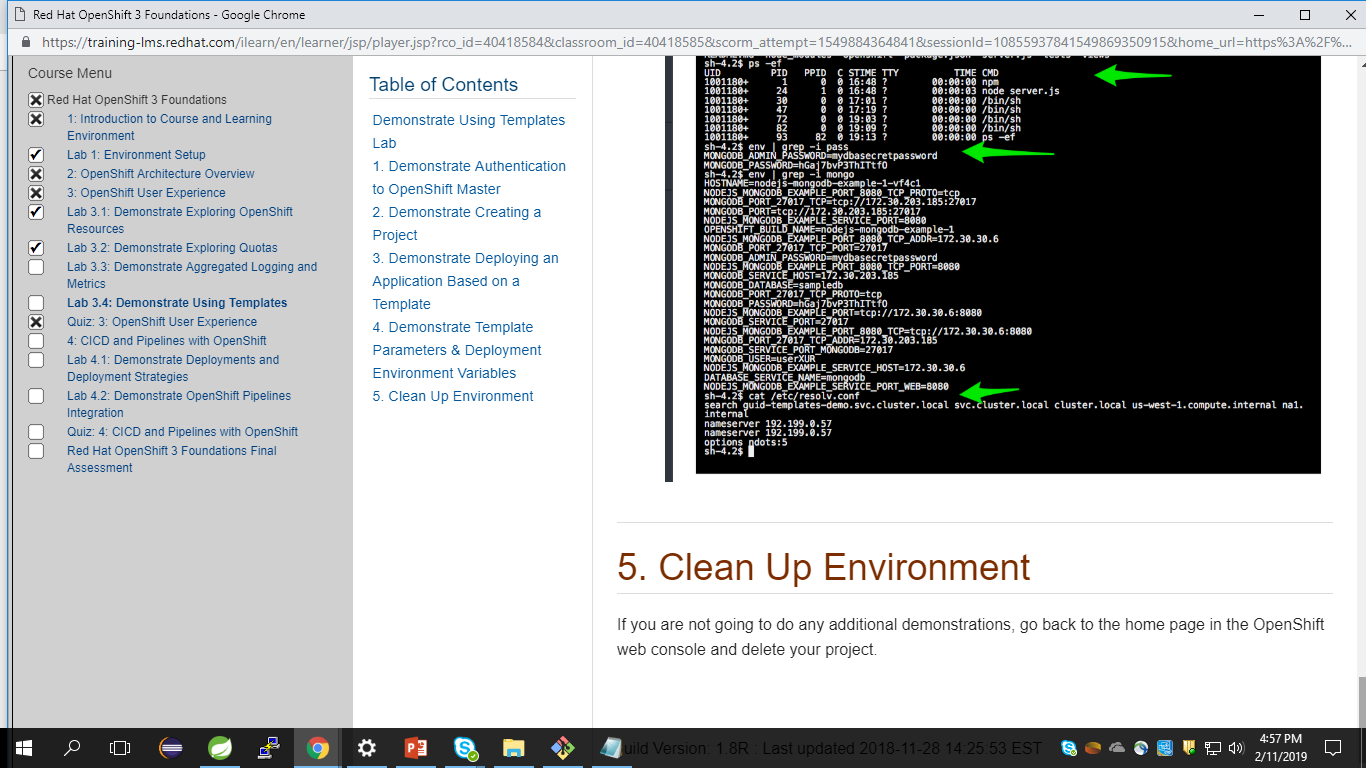 Red Hat OpenShift 3 Foundations - Google Chrome
https://training-lms.redhat.com/ilearn/en/learner/jsp/player.jsp?rco_id=40418584&classroom_id=40418585&scorm_attempt=1549884364841&sessionId=10855937841549869350915&home_url=https%3A%2F%...
Course Menu
Red Hat OpenShift 3 Foundations
1: Introduction to Course and Learning
Environment
Lab 1: Environment Setup
2: OpenShift Architecture Overview
3: OpenShift User Experience
Lab 3.1: Demonstrate Exploring OpenShift
Resources
Lab 3.2: Demonstrate Exploring Quotas
Lab 3.3: Demonstrate Aggregated Logging and
Metrics
Lab 3.4: Demonstrate Using Templates
Quiz: 3: OpenShift User Experience
4: CICD and Pipelines with OpenShift
Lab 4.1: Demonstrate Deployments and
Deployment Strategies
Lab 4.2: Demonstrate OpenShift Pipelines
Integration
Quiz: 4: CICD and Pipelines with OpenShift
Red Hat OpenShift 3 Foundations Final
Assessment
Table of Contents
Demonstrate Using Templates
Lab
1. Demonstrate Authentication
to OpenShift Master
2. Demonstrate Creating a
Project
3. Demonstrate Deploying an
Application Based on a
Template
4. Demonstrate Template
Parameters & Deployment
Environment Variables
5. Clean Up Environment
sh-4.2$ ps -ef
UID PID PPID C STIME TTY TIME CMD
1001180+ 1 0 0 16:48 ? 00:00:00 npm
1001180+ 24 1 0 16:48 ? 00:00:03 node server.js
1001180+ 30 0 0 17:01 ? 00:00:00 /bin/sh
1001180+ 47 0 0 17:19 ? 00:00:00 /bin/sh
1001180+ 72 0 0 19:03 ? 00:00:00 /bin/sh
1001180+ 82 0 0 19:09 ? 00:00:00 /bin/sh
1001180+ 93 82 0 19:13 ? 00:00:00 ps -ef
sh-4.2$ env | grep -i pass
MONGODB_ADMIN_PASSWORD=mydbasecretpassword
MONGODB_PASSWORD=hGaj7bvP3ThITtfO
sh-4.2$ env | grep -i mongo
HOSTNAME=nodejs-mongodb-example-1-vf4c1
NODEJS_MONGODB_EXAMPLE_PORT_8080_TCP_PROTO=tcp
MONGODB_PORT_27017_TCP=tcp://172.30.203.185:27017
MONGODB_PORT=tcp://172.30.203.185:27017
NODEJS_MONGODB_EXAMPLE_SERVICE_PORT=8080
OPENSHIFT_BUILD_NAME=nodejs-mongodb-example-1
NODEJS_MONGODB_EXAMPLE_PORT_8080_TCP_ADDR=172.30.30.6
MONGODB_PORT_27017_TCP_PORT=27017
MONGODB_ADMIN_PASSWORD=mydbasecretpassword
NODEJS_MONGODB_EXAMPLE_PORT_8080_TCP_PORT=8080
MONGODB_SERVICE_HOST=172.30.203.185
MONGODB_DATABASE=sampledb
MONGODB_PORT_27017_TCP_PROTO=tcp
MONGODB_PASSWORD=hGaj7bvP3ThITtfO
NODEJS_MONGODB_EXAMPLE_PORT=tcp://172.30.30.6:8080
MONGODB_SERVICE_PORT=27017
NODEJS_MONGODB_EXAMPLE_PORT_8080_TCP=tcp://172.30.30.6:8080
MONGODB_PORT_27017_TCP_ADDR=172.30.203.185
MONGODB_SERVICE_PORT_MONGODB=27017
MONGODB_USER=userXUR
NODEJS_MONGODB_EXAMPLE_SERVICE_HOST=172.30.30.6
DATABASE_SERVICE_NAME=mongodb
NODEJS_MONGODB_EXAMPLE_SERVICE_PORT_WEB=8080
sh-4.2$ cat /etc/resolv.conf
search guid-templates-demo.svc.cluster.local svc.cluster.local cluster.local us-west-1.compute.internal na1.
internal
nameserver 192.199.0.57
nameserver 192.199.0.57
options ndots:5
sh-4.2$
5. Clean Up Environment
If you are not going to do any additional demonstrations, go back to the home page in the OpenShift
web console and delete your project.
uild Version: 1.8R : Last updated 2018-11-28 14:25:53 EST
4:57 PM
2/11/2019